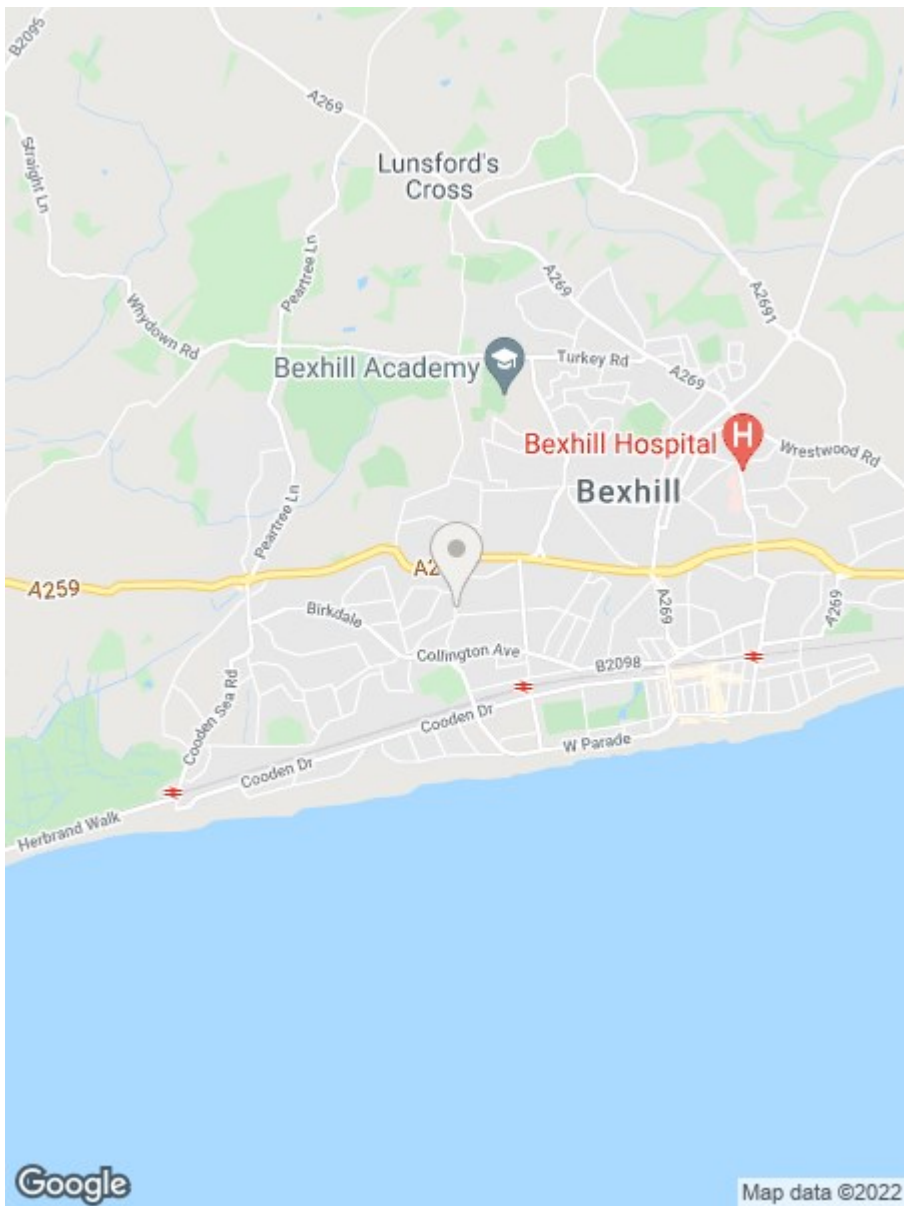 B2095
A269
Lunsford's
Cross
Straight Ln
Peartree Ln
A269
A2691
Whydown Rd
Turkey Rd
Bexhill Academy
A269
Bexhill Hospital
H
Wrestwood Rd
Bexhill
Peartree Ln
A2
A259
Birkdale
A269
A269
Collington Ave
B2098
Cooden Sea Rd
Cooden Dr
W Parade
Cooden Dr
Herbrand Walk
Google
Map data ©2022